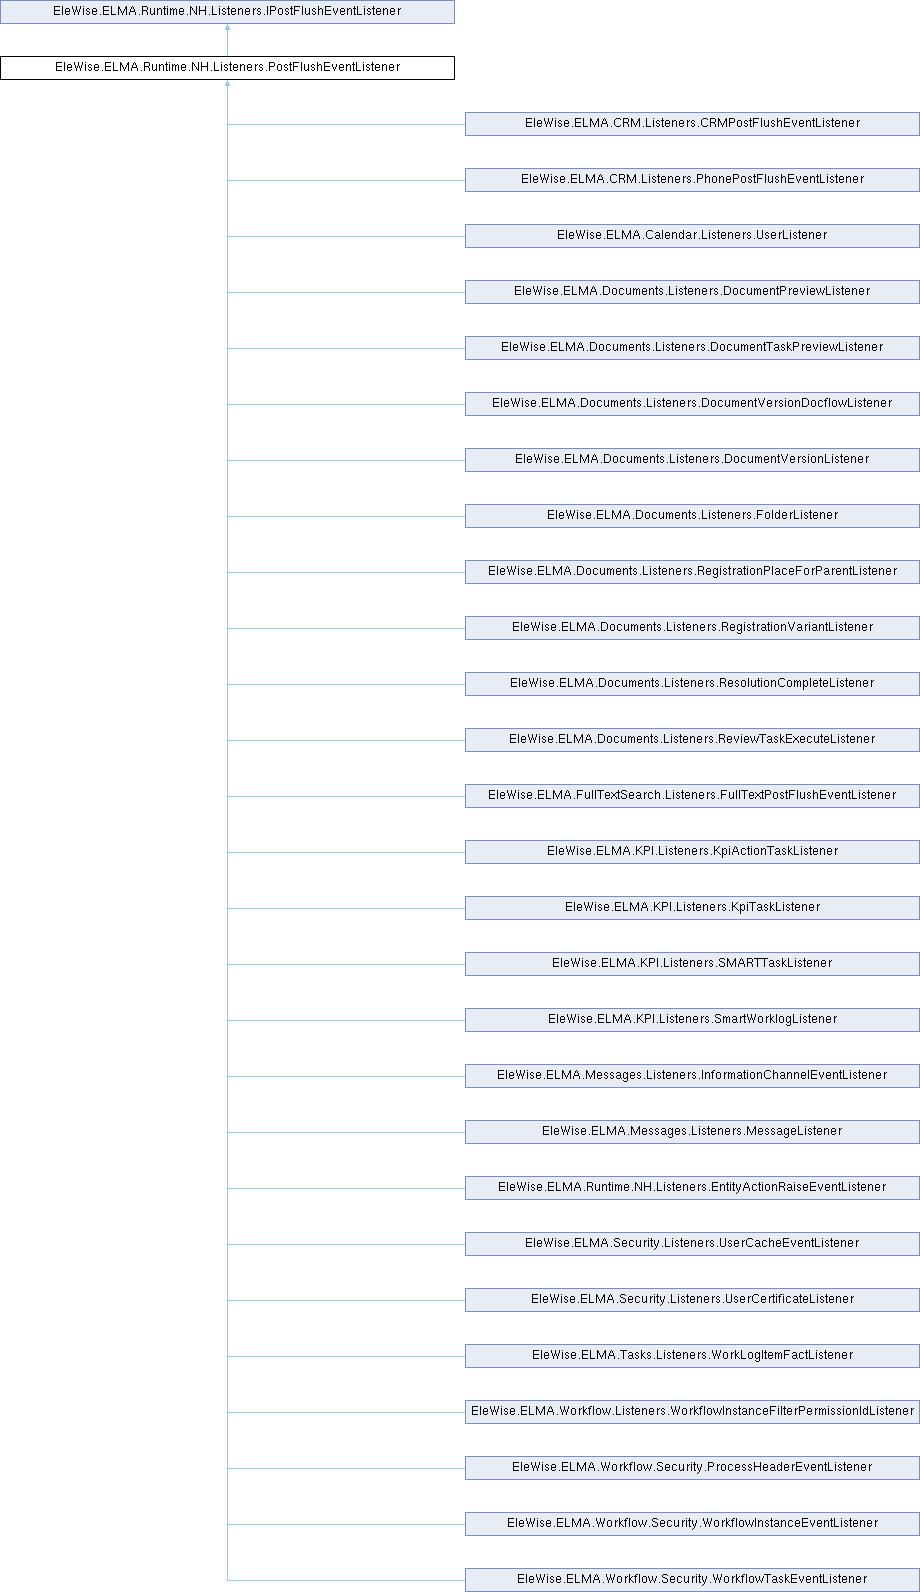 EleWise.ELMA.Runtime.NH.Listeners.IPostFlushEventListener
EleWise.ELMA.Runtime.NH.Listeners.PostFlushEventListener
EleWise.ELMA.CRM.Listeners.CRMPostFlushEventListener
EleWise.ELMA.CRM.Listeners.PhonePostFlushEventListener
EleWise.ELMA.Calendar.Listeners.UserListener
EleWise.ELMA.Documents.Listeners.DocumentPreviewListener
EleWise.ELMA.Documents.Listeners.DocumentTaskPreviewListener
EleWise.ELMA.Documents.Listeners.DocumentVersionDocflowListener
EleWise.ELMA.Documents.Listeners.DocumentVersionListener
EleWise.ELMA.Documents.Listeners.FolderListener
EleWise.ELMA.Documents.Listeners.RegistrationPlaceForParentListener
EleWise.ELMA.Documents.Listeners.RegistrationVariantListener
EleWise.ELMA.Documents.Listeners.ResolutionCompleteListener
EleWise.ELMA.Documents.Listeners.ReviewTaskExecuteListener
EleWise.ELMA.FullTextSearch.Listeners.FullTextPostFlushEventListener
EleWise.ELMA.KPI.Listeners.KpiActionTaskListener
EleWise.ELMA.KPI.Listeners.KpiTaskListener
EleWise.ELMA.KPI.Listeners.SMARTTaskListener
EleWise.ELMA.KPI.Listeners.SmartWorklogListener
EleWise.ELMA.Messages.Listeners.InformationChannelEventListener
EleWise.ELMA.Messages.Listeners.MessageListener
EleWise.ELMA.Runtime.NH.Listeners.EntityActionRaiseEventListener
EleWise.ELMA.Security.Listeners.UserCacheEventListener
EleWise.ELMA.Security.Listeners.UserCertificateListener
EleWise.ELMA.Tasks.Listeners.WorkLogItemFactListener
EleWise.ELMA.Workflow.Listeners.WorkflowInstanceFilterPermissionIdListener
EleWise.ELMA.Workflow.Security.ProcessHeaderEventListener
EleWise.ELMA.Workflow.Security.WorkflowInstanceEventListener
EleWise.ELMA.Workflow.Security.WorkflowTaskEventListener